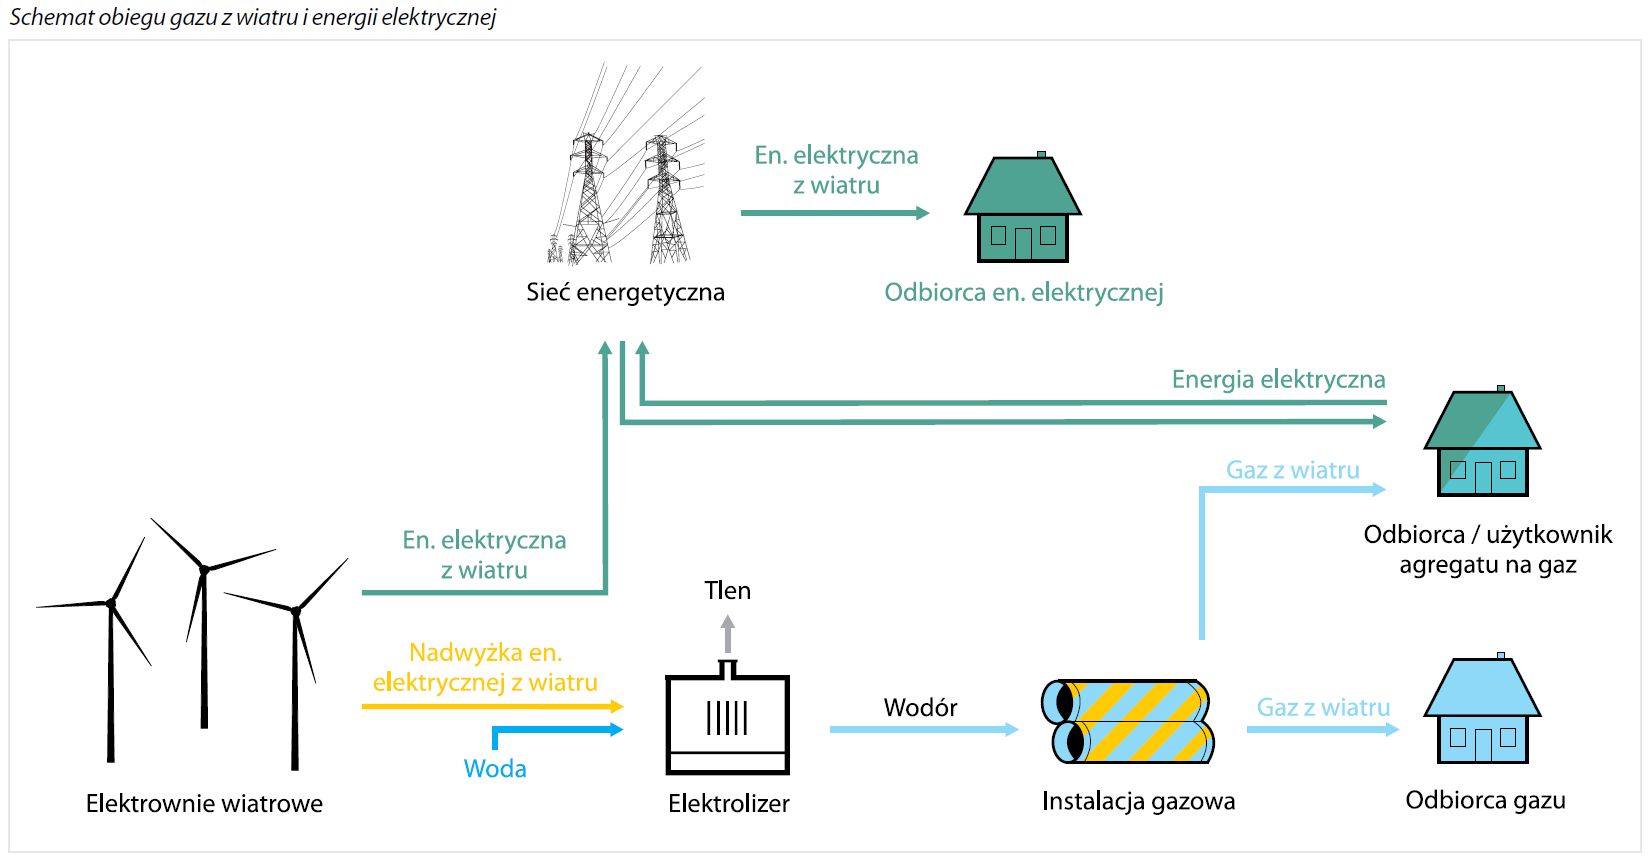 Schemat obiegu gazu z wiatru i energii elektrycznej
En. elektryczna
z wiatru
Sieć energetyczna
Odbiorca en. elektrycznej
Energia elektryczna
Gaz z wiatru
Odbiorca / użytkownik
agregatu na gaz
En. elektryczna
z wiatru
Tlen
Nadwyżka en.
elektrycznej z wiatru
Woda
Wodór
Gaz z wiatru
Elektrownie wiatrowe
Elektrolizer
Instalacja gazowa
Odbiorca gazu